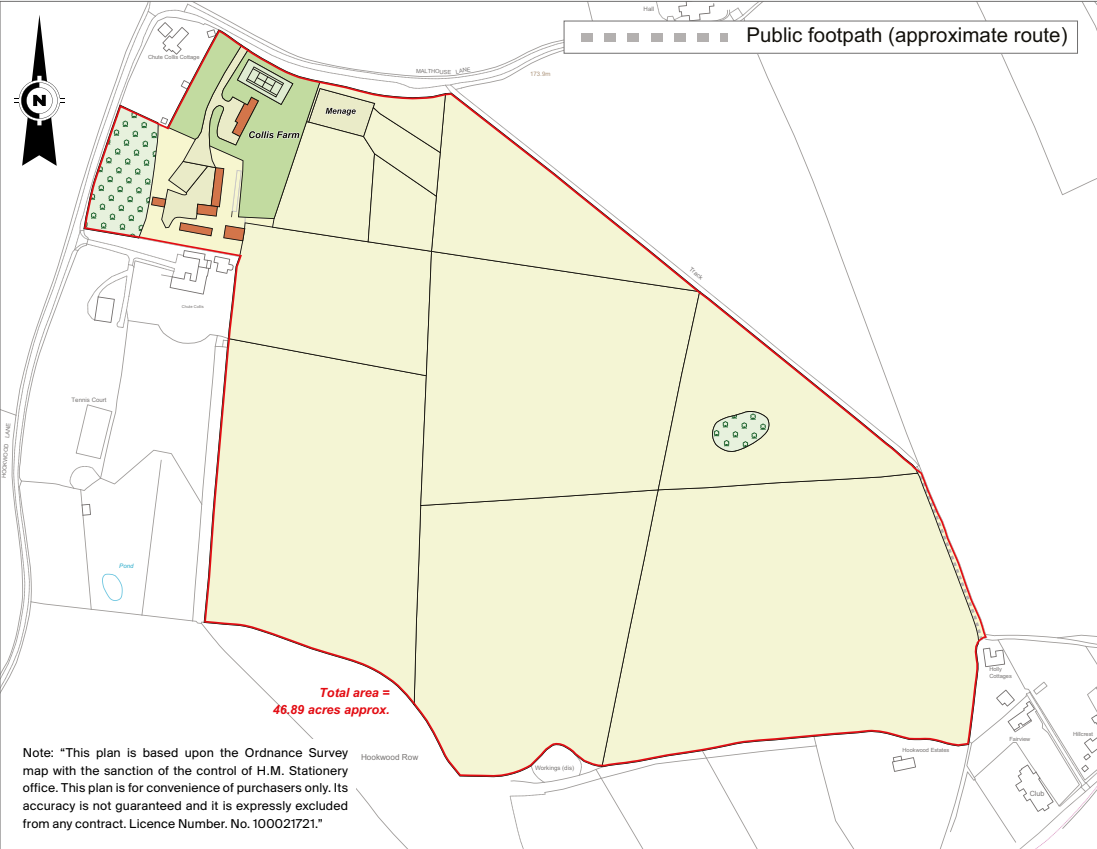 Hall
Public footpath (approximate route)
Chute Collis Cottage
MALTHOUSE LANE
173.9m
N
Menage
Collis Farm
Track
Chute Collis
Tennis Court
HOOKWOOD LANE
Pond
Total area =
46.89 acres approx.
Holly
Cottages
Fairview
Hillcrest
Hookwood Estates
Hookwood Row
Workings (dis)
Club
Note: “This plan is based upon the Ordnance Survey
map with the sanction of the control of H.M. Stationery
office. This plan is for convenience of purchasers only. Its
accuracy is not guaranteed and it is expressly excluded
from any contract. Licence Number. No. 100021721.”